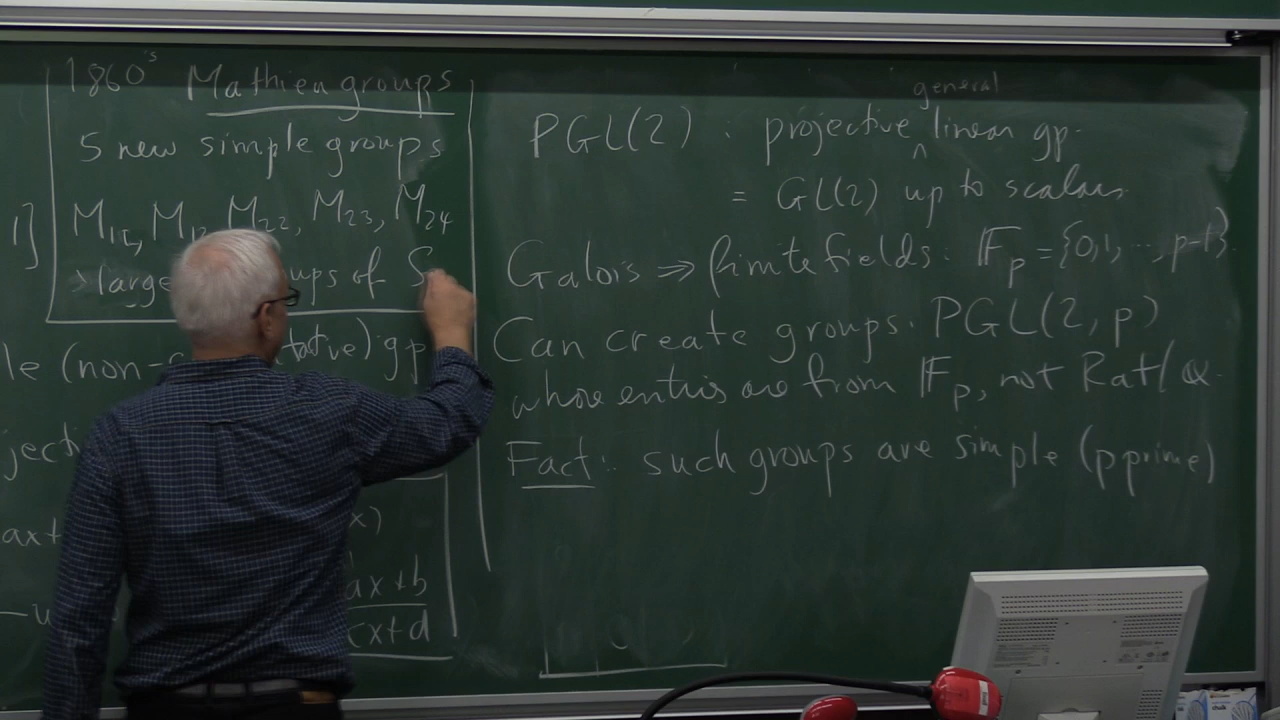 1860's Mathieu groups
5 new simple groups
M11, M12, M22, M23, M24
large ups of S
le (non- tative) gp
jecti
ax+
x)
ax+b
x+d
general
PGL(2) : projective ^ linear gp.
= GL(2) up to scalars
Galois ⇒ finite fields: 𝔽p = {0,1, ..., p-1}.
Can create groups. PGL(2, p)
whose entries are from 𝔽p, not Rat/ℚ.
Fact: such groups are simple (p prime)